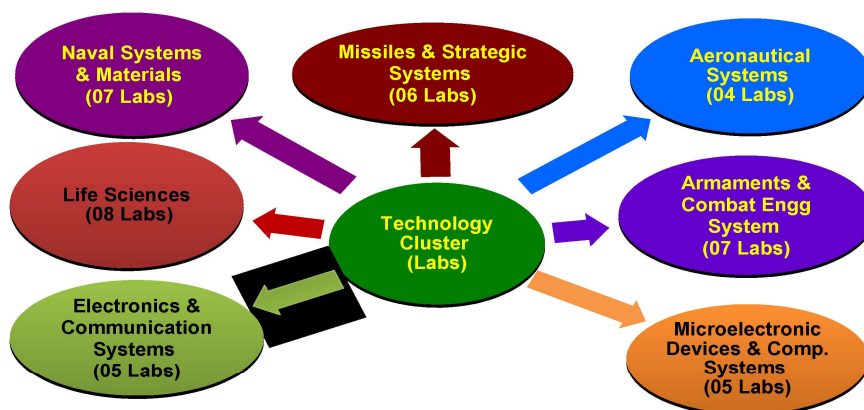 Naval Systems
& Materials
(07 Labs)
Missiles & Strategic
Systems
(06 Labs)
Aeronautical
Systems
(04 Labs)
Life Sciences
(08 Labs)
Technology
Cluster
(Labs)
Armaments &
Combat Engg
System
(07 Labs)
Electronics &
Communication
Systems
(05 Labs)
Microelectronic
Devices & Comp.
Systems
(05 Labs)